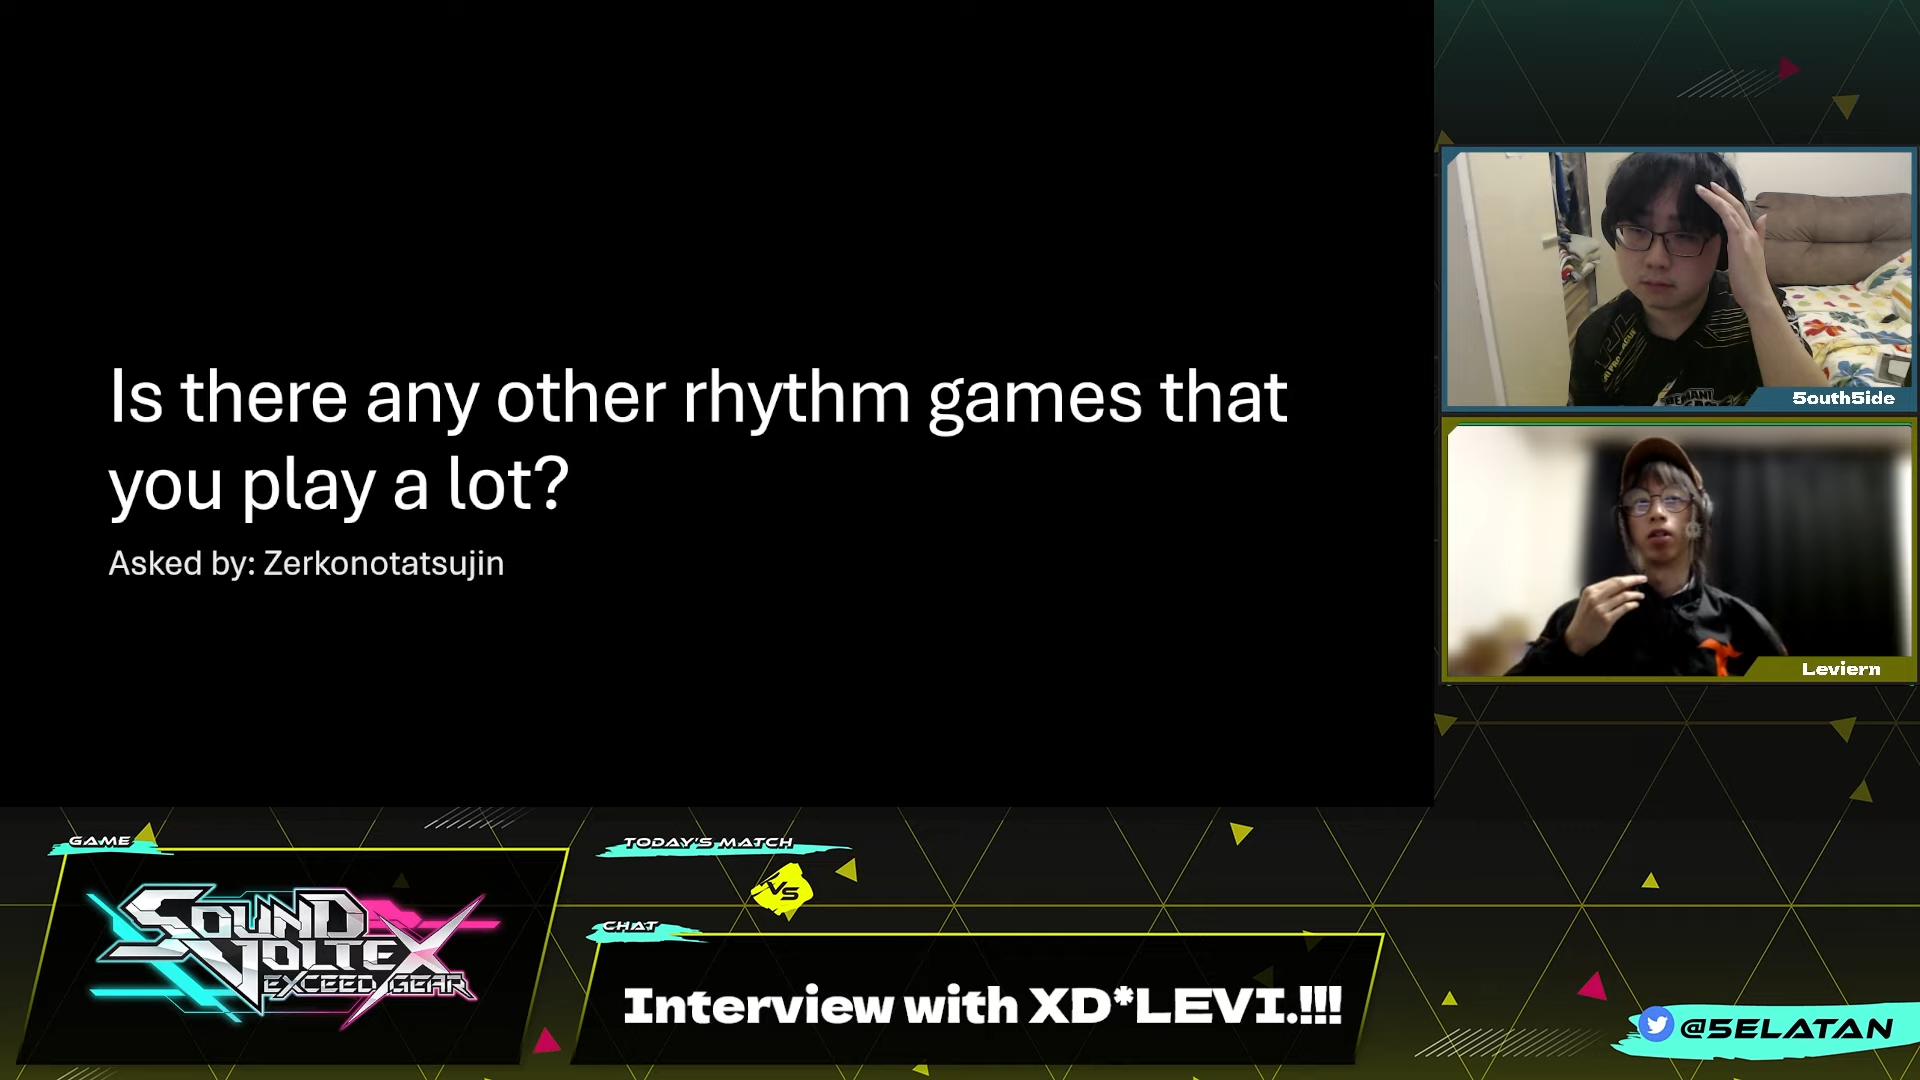 Is there any other rhythm games that
you play a lot?
Asked by: Zerkonotatsujin
5outh5ide
Leviern
GAME
SOUND
VOLTEX
EXCEED GEAR
TODAY'S MATCH
VS
CHAT
Interview with XD*LEVI.!!!
@5ELATAN